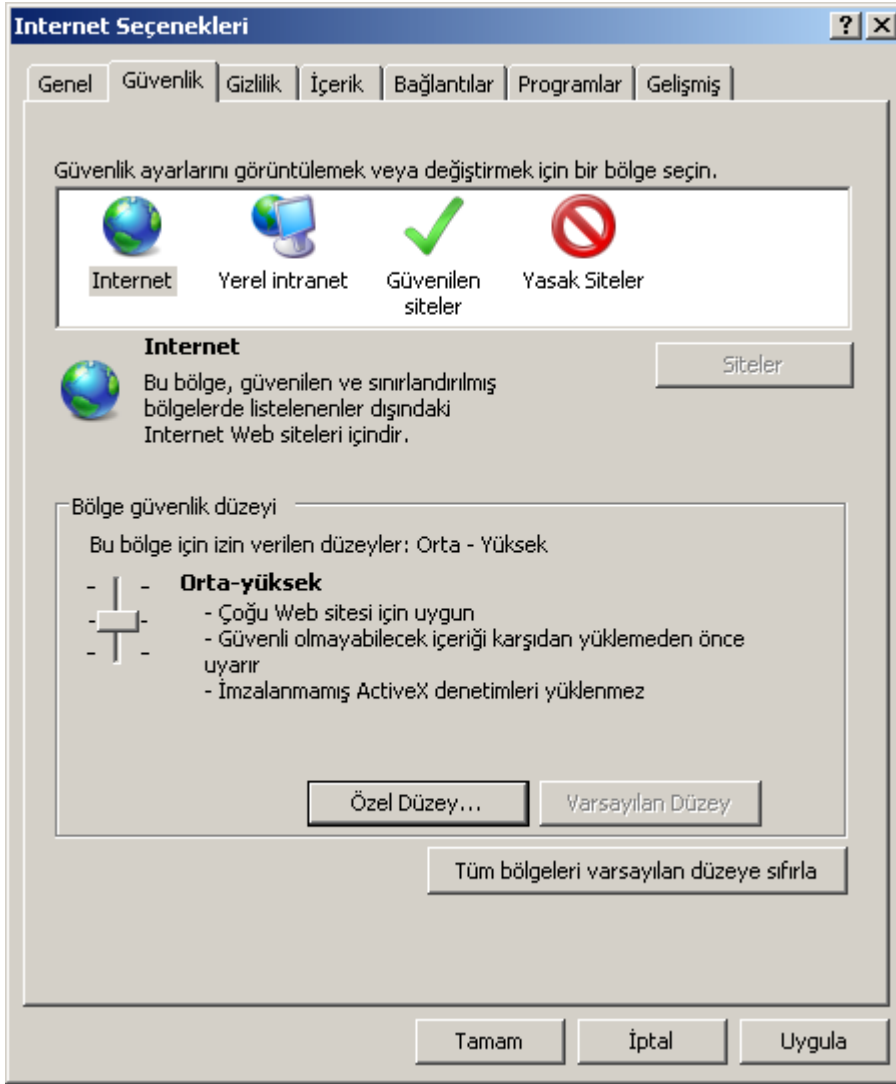 Internet Seçenekleri
Genel Güvenlik Gizlilik İçerik Bağlantılar Programlar Gelişmiş
Güvenlik ayarlarını görüntülemek veya değiştirmek için bir bölge seçin.
Internet Yerel intranet Güvenilen siteler Yasak Siteler
Internet
Siteler
Bu bölge, güvenilen ve sınırlandırılmış
bölgelerde listelenenler dışındaki
Internet Web siteleri içindir.
Bölge güvenlik düzeyi
Bu bölge için izin verilen düzeyler: Orta - Yüksek
Orta-yüksek
- Çoğu Web sitesi için uygun
- Güvenli olmayabilecek içeriği karşıdan yüklemeden önce
uyarır
- İmzalanmamış ActiveX denetimleri yüklenmez
Özel Düzey... Varsayılan Düzey
Tüm bölgeleri varsayılan düzeye sıfırla
Tamam İptal Uygula